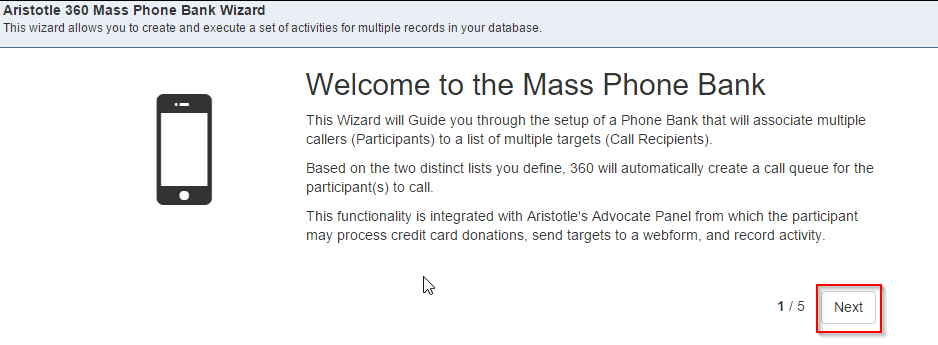 Aristotle 360 Mass Phone Bank Wizard
This wizard allows you to create and execute a set of activities for multiple records in your database.
Welcome to the Mass Phone Bank
This Wizard will Guide you through the setup of a Phone Bank that will associate multiple
callers (Participants) to a list of multiple targets (Call Recipients).
Based on the two distinct lists you define, 360 will automatically create a call queue for the
participant(s) to call.
This functionality is integrated with Aristotle's Advocate Panel from which the participant
may process credit card donations, send targets to a webform, and record activity.
1 / 5 Next